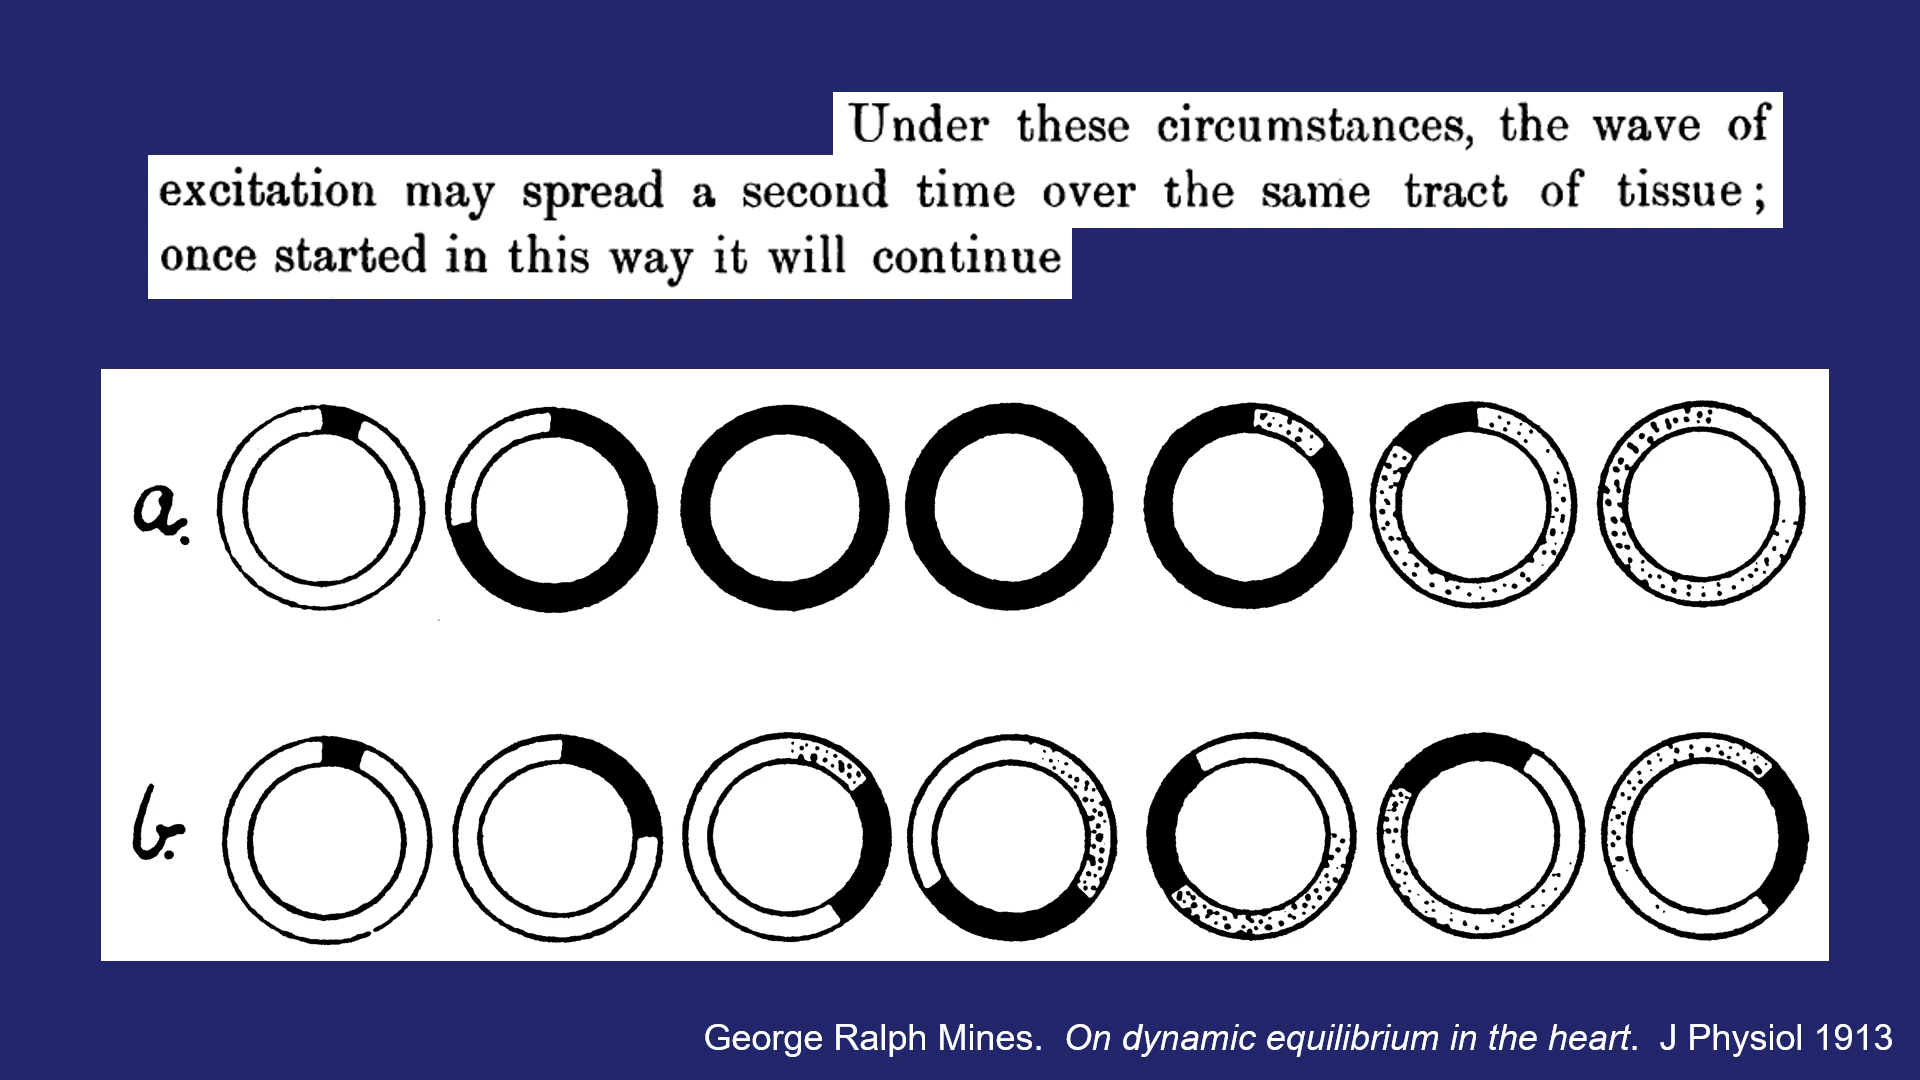 Under these circumstances, the wave of
excitation may spread a second time over the same tract of tissue;
once started in this way it will continue
a.
b.
George Ralph Mines. On dynamic equilibrium in the heart. J Physiol 1913